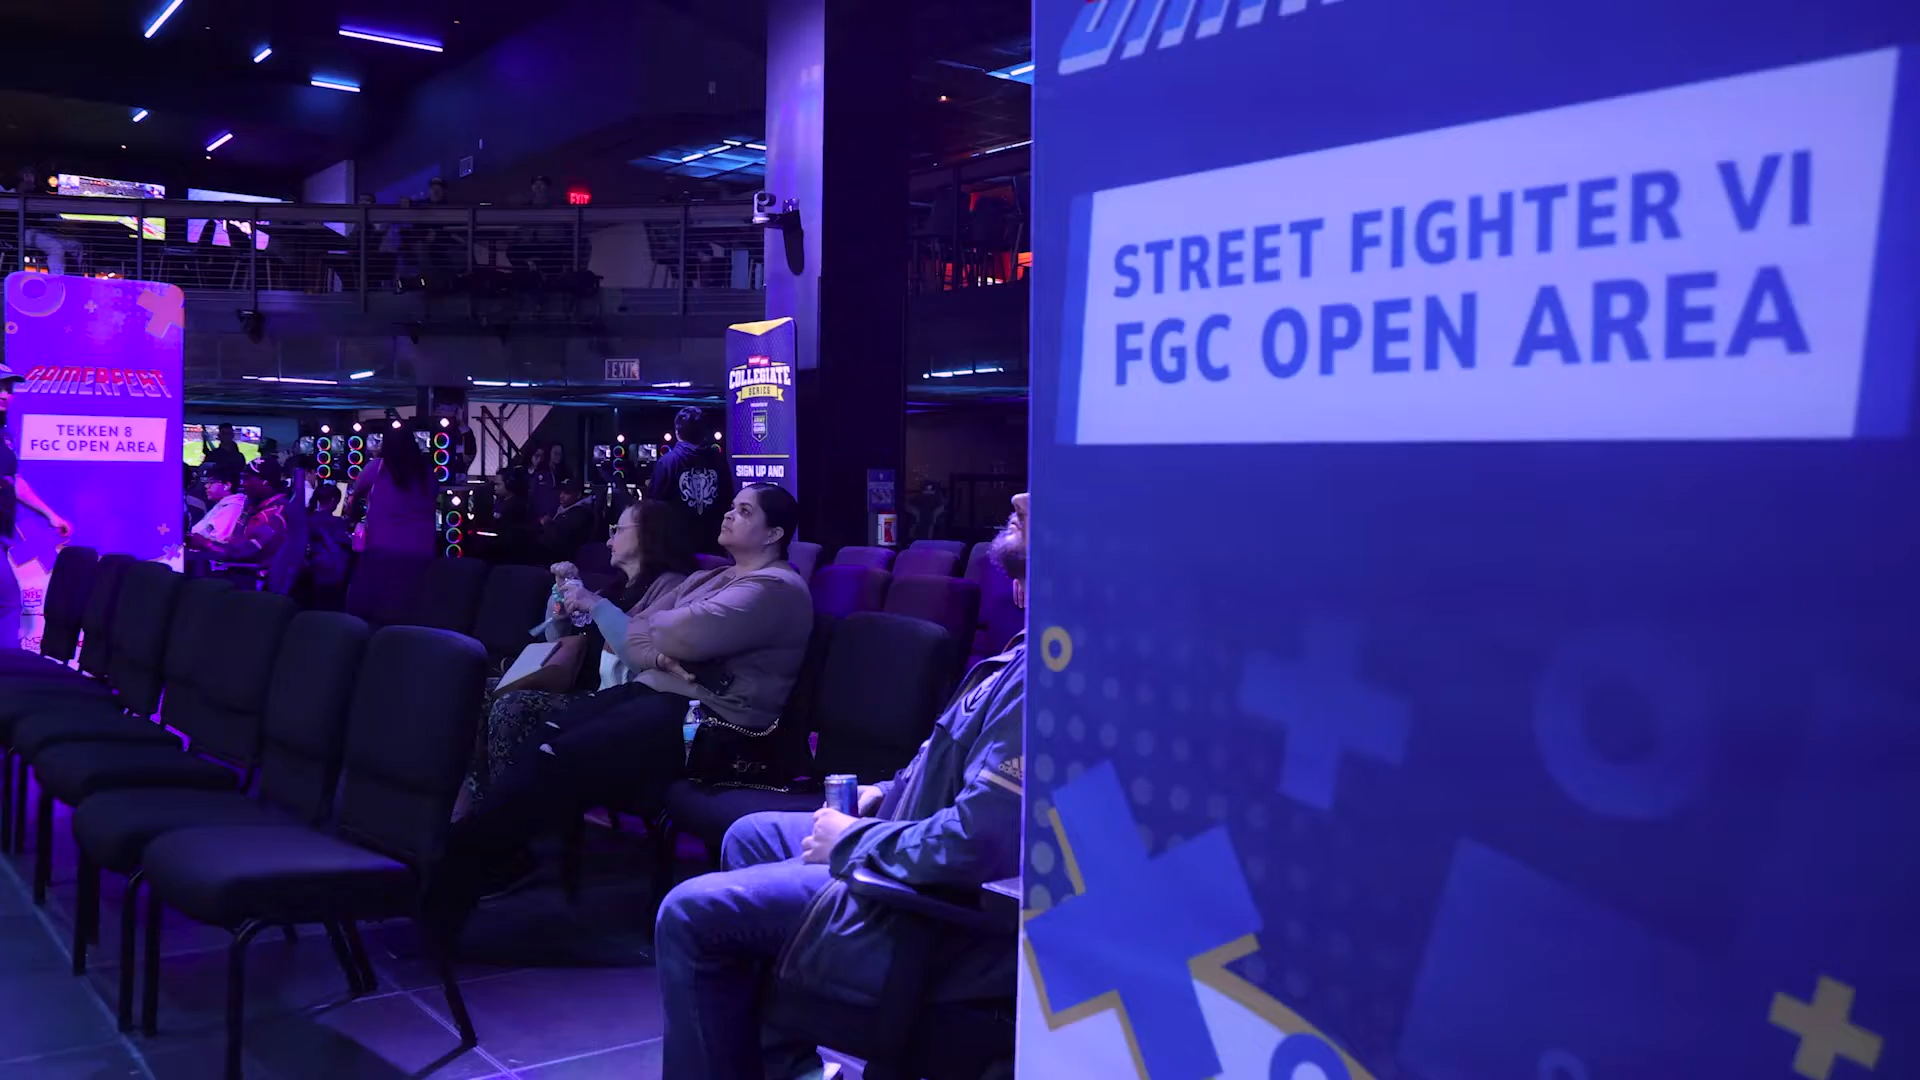 STREET FIGHTER VI
FGC OPEN AREA
GAMERFEST
TEKKEN 8
FGC OPEN AREA
COLLEGIATE
SERIES
SIGN UP AND
EXIT
EXIT
adidas